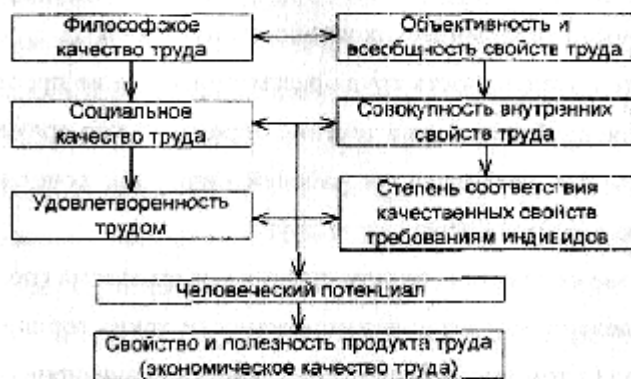 Философское
качество труда
Объективность и
всеобщность свойств труда
Социальное
качество труда
Совокупность внутренних
свойств труда
Удовлетворенность
трудом
Степень соответствия
качественных свойств
требованиям индивидов
Человеческий потенциал
Свойство и полезность продукта труда
(экономическое качество труда)